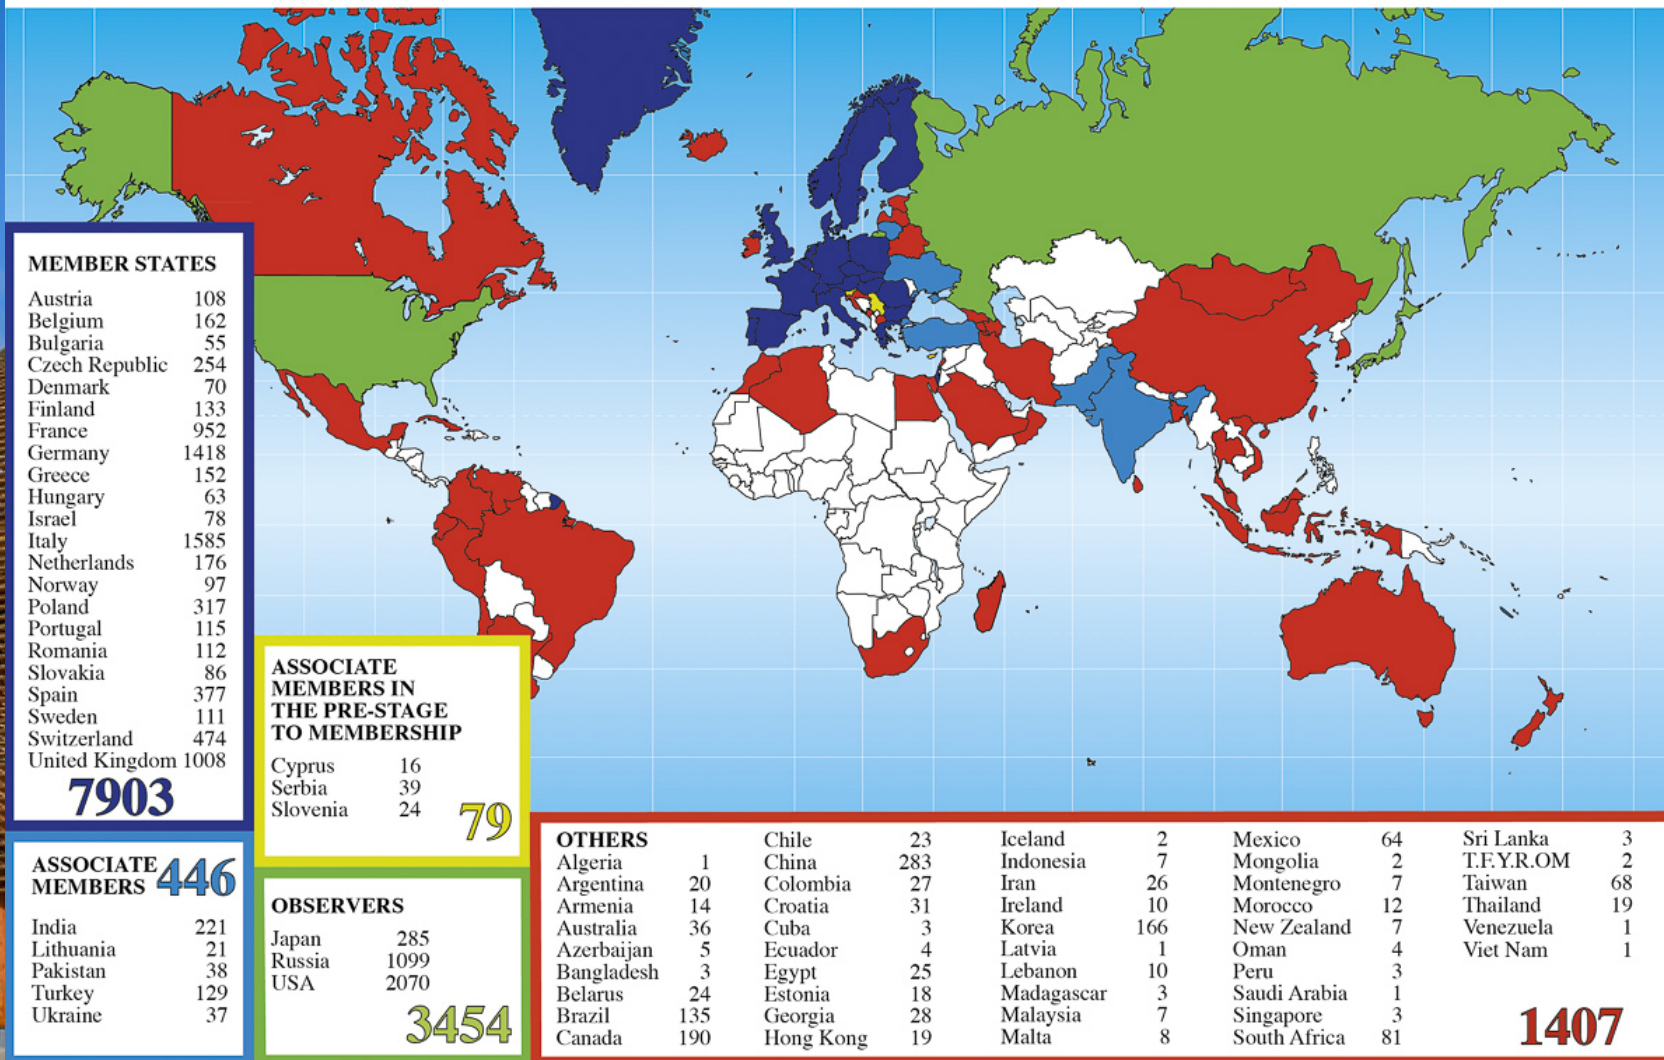 MEMBER STATES
Austria 108
Belgium 162
Bulgaria 55
Czech Republic 254
Denmark 70
Finland 133
France 952
Germany 1418
Greece 152
Hungary 63
Israel 78
Italy 1585
Netherlands 176
Norway 97
Poland 317
Portugal 115
Romania 112
Slovakia 86
Spain 377
Sweden 111
Switzerland 474
United Kingdom 1008
7903
ASSOCIATE
MEMBERS
446
India 221
Lithuania 21
Pakistan 38
Turkey 129
Ukraine 37
ASSOCIATE
MEMBERS IN
THE PRE-STAGE
TO MEMBERSHIP
Cyprus 16
Serbia 39
Slovenia 24
79
OBSERVERS
Japan 285
Russia 1099
USA 2070
3454
OTHERS
Algeria 1
Argentina 20
Armenia 14
Australia 36
Azerbaijan 5
Bangladesh 3
Belarus 24
Brazil 135
Canada 190
Chile 23
China 283
Colombia 27
Croatia 31
Cuba 3
Ecuador 4
Egypt 25
Estonia 18
Georgia 28
Hong Kong 19
Iceland 2
Indonesia 7
Iran 26
Ireland 10
Korea 166
Latvia 1
Lebanon 10
Madagascar 3
Malaysia 7
Malta 8
Mexico 64
Mongolia 2
Montenegro 7
Morocco 12
New Zealand 7
Oman 4
Peru 3
Saudi Arabia 1
Singapore 3
South Africa 81
Sri Lanka 3
T.F.Y.R.OM 2
Taiwan 68
Thailand 19
Venezuela 1
Viet Nam 1
1407